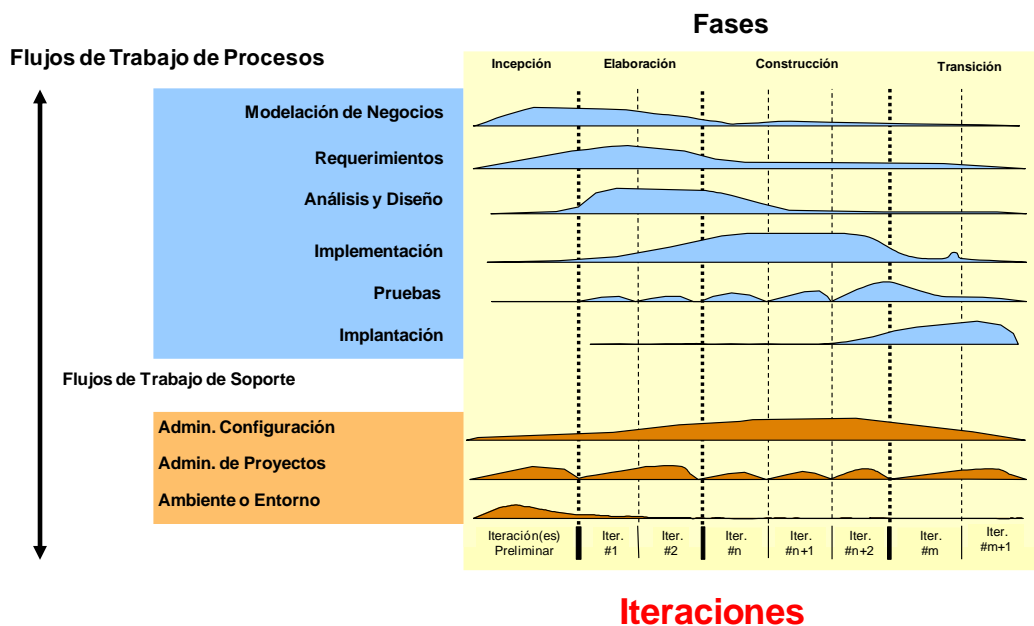 Fases
Flujos de Trabajo de Procesos
Incepción Elaboración Construcción Transición
Modelación de Negocios
Requerimientos
Análisis y Diseño
Implementación
Pruebas
Implantación
Flujos de Trabajo de Soporte
Admin. Configuración
Admin. de Proyectos
Ambiente o Entorno
Iteración(es) Iter. Iter. Iter. Iter. Iter. Iter. Iter.
Preliminar #1 #2 #n #n+1 #n+2 #m #m+1
Iteraciones